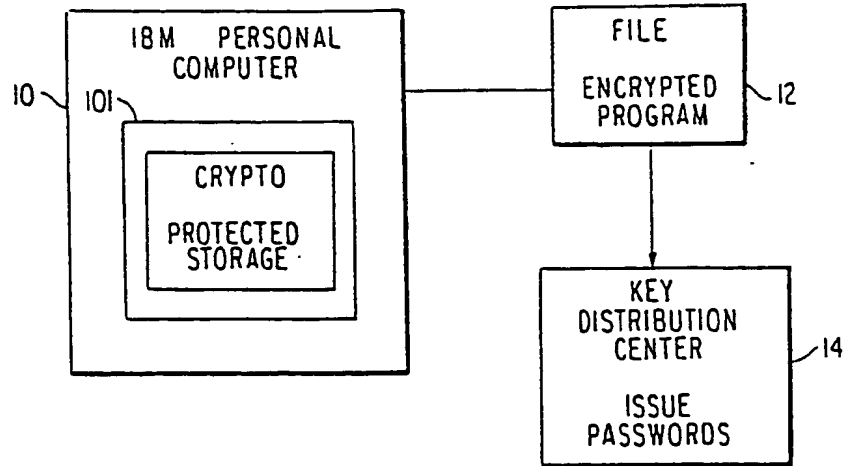 IBM PERSONAL
COMPUTER
10
101
CRYPTO
PROTECTED
STORAGE
FILE
ENCRYPTED
PROGRAM
12
KEY
DISTRIBUTION
CENTER
ISSUE
PASSWORDS
14